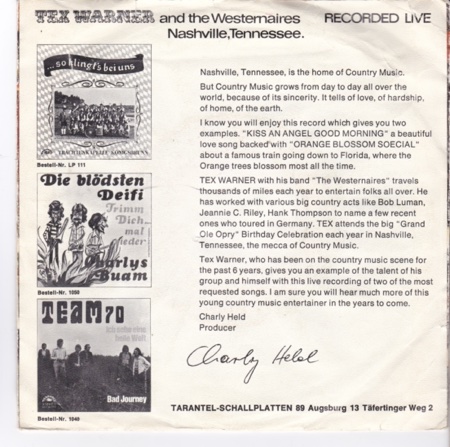 TEX WARNER and the Westernaires RECORDED LIVE
Nashville, Tennessee.
...so klingt's bei uns
Bestell-Nr. LP 111
Die blödsten
Deifi
Trimm
Dich...
mal
wieder
Charlys
Buam
Bestell-Nr. 1050
TEAM 70
Bad Journey
Bestell-Nr. 1049
Nashville, Tennessee, is the home of Country Music.
But Country Music grows from day to day all over the
world, because of its sincerity. It tells of love, of hardship,
of home, of the earth.
I know you will enjoy this record which gives you two
examples. "KISS AN ANGEL GOOD MORNING" a beautiful
love song backed with "ORANGE BLOSSOM SOECIAL"
about a famous train going down to Florida, where the
Orange trees blossom most all the time.
TEX WARNER with his band "The Westernaires" travels
thousands of miles each year to entertain folks all over. He
has worked with various big country acts like Bob Luman,
Jeannie C. Riley, Hank Thompson to name a few recent
ones who toured in Germany. TEX attends the big "Grand
Ole Opry" Birthday Celebration each year in Nashville,
Tennessee, the mecca of Country Music.
Tex Warner, who has been on the country music scene for
the past 6 years, gives you an example of the talent of his
group and himself with this live recording of two of the most
requested songs. I am sure you will hear much more of this
young country music entertainer in the years to come.
Charly Held
Producer
Charly Held
TARANTEL-SCHALLPLATTEN 89 Augsburg 13 Täfertinger Weg 2